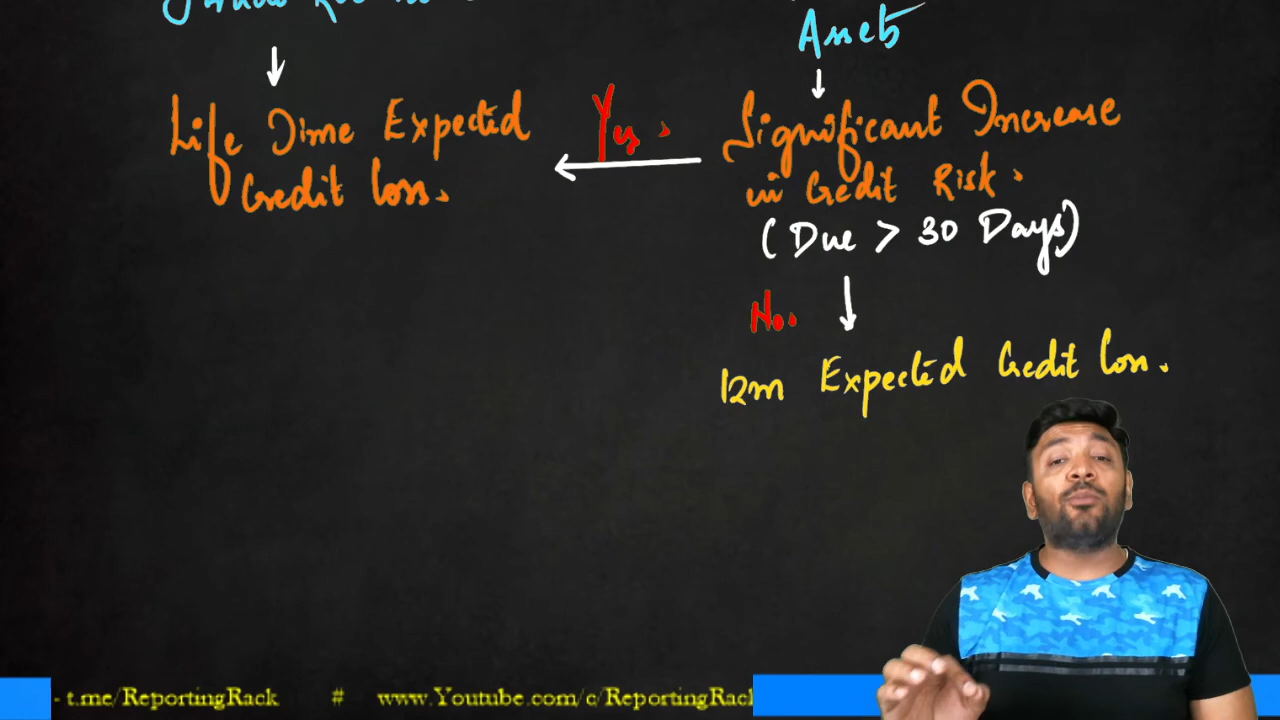 Assets
Life Time Expected
Credit loss.
Yes.
Significant Increase
in Credit Risk.
(Due > 30 Days)
No.
12m Expected Credit loss.
- t.me/ReportingRack # www.Youtube.com/c/ReportingRack